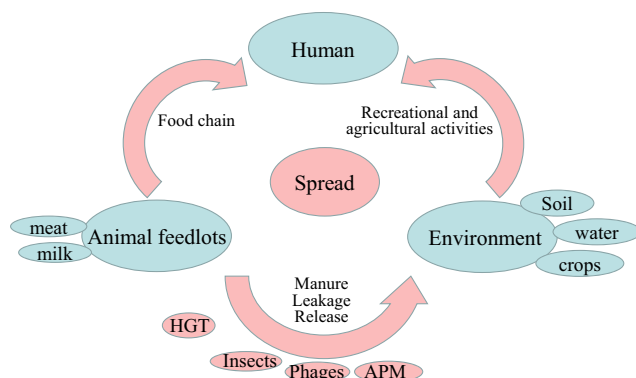 Human
Food chain
Recreational and
agricultural activities
Spread
meat
milk
Animal feedlots
Environment
Soil
water
crops
Manure
Leakage
Release
HGT
Insects
Phages
APM